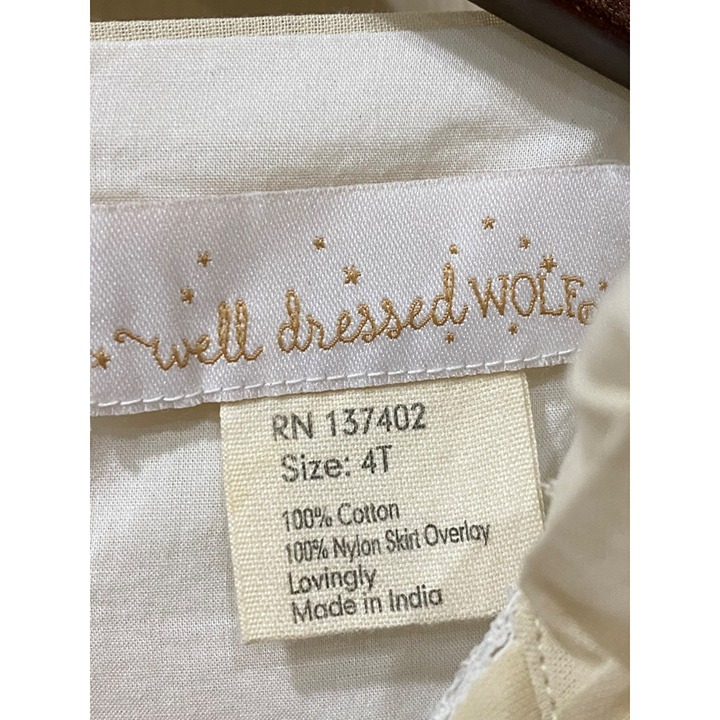 well dressed WOLF
RN 137402
Size: 4T
100% Cotton
100% Nylon Skirt Overlay
Lovingly
Made in India